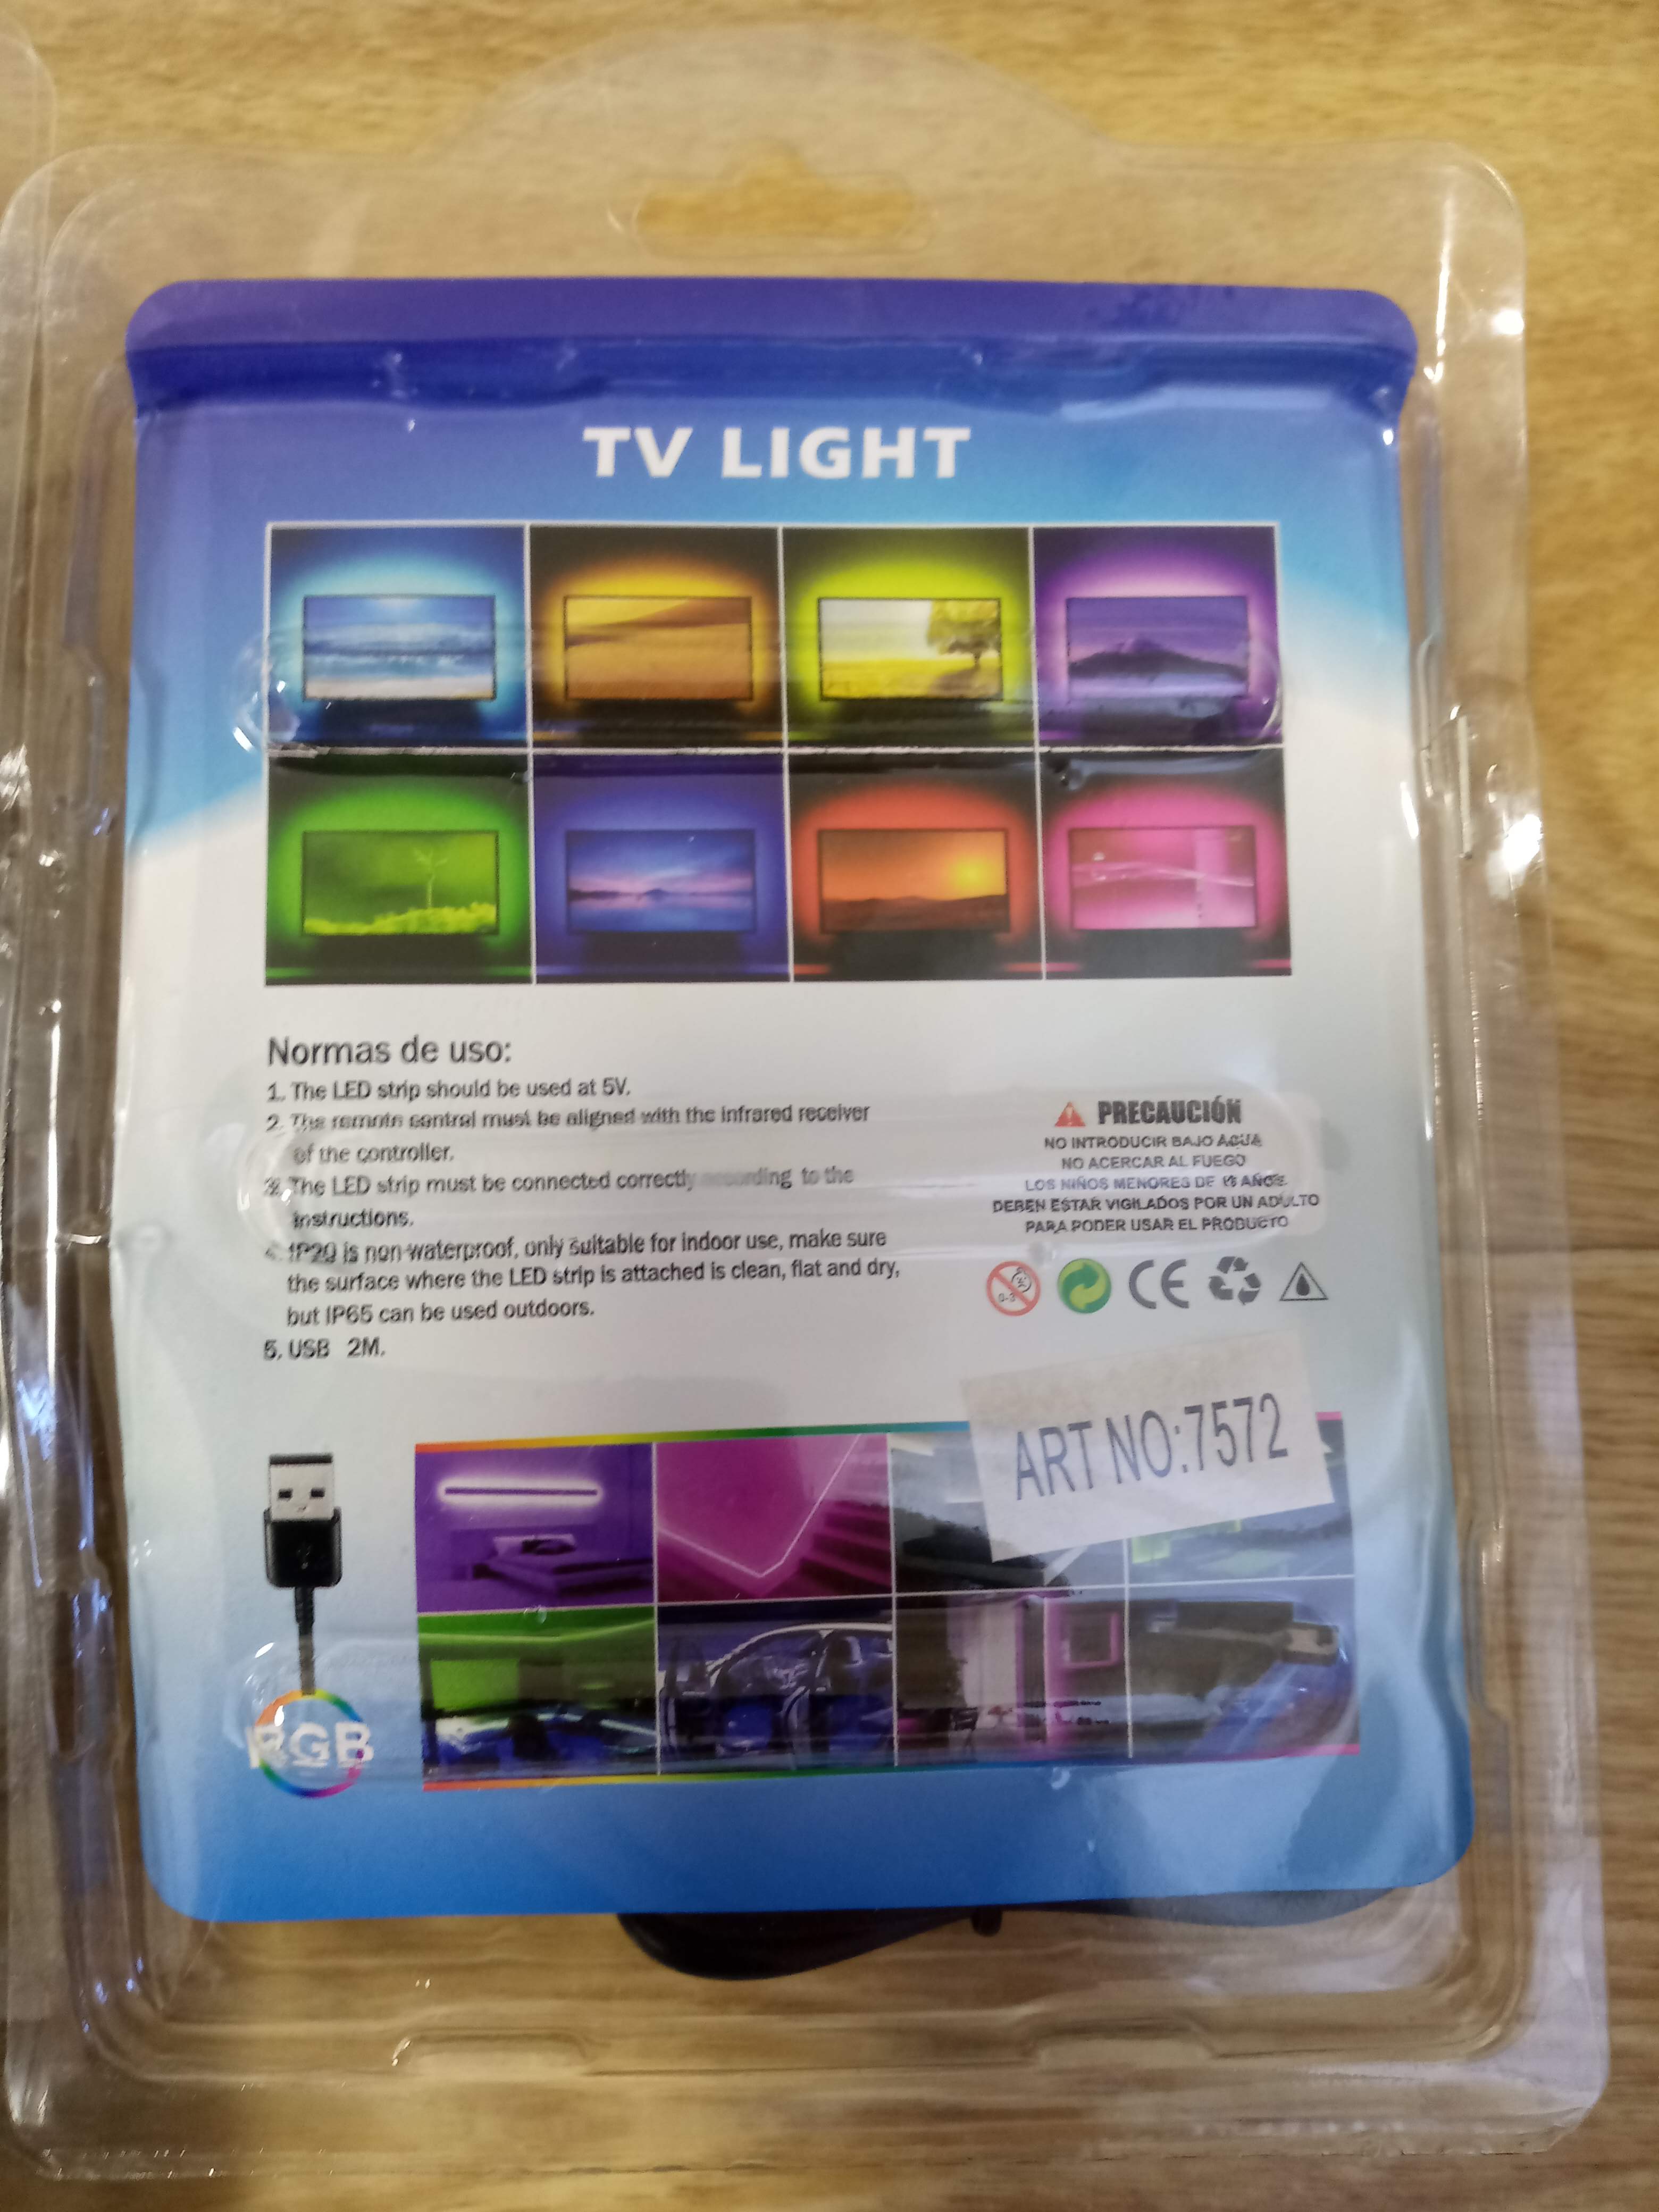 TV LIGHT
Normas de uso:
1. The LED strip should be used at 5V.
2. The remote control must be aligned with the infrared receiver
of the controller.
3. The LED strip must be connected correctly according to the
instructions.
4. IP20 is non-waterproof, only suitable for indoor use, make sure
the surface where the LED strip is attached is clean, flat and dry,
but IP65 can be used outdoors.
5. USB 2M.
PRECAUCIÓN
NO INTRODUCIR BAJO AGUA
NO ACERCAR AL FUEGO
LOS NIÑOS MENORES DE AÑOS
DEBEN ESTAR VIGILADOS POR UN ADULTO
PARA PODER USAR EL PRODUCTO
0-3
CE
ART NO:7572
RGB